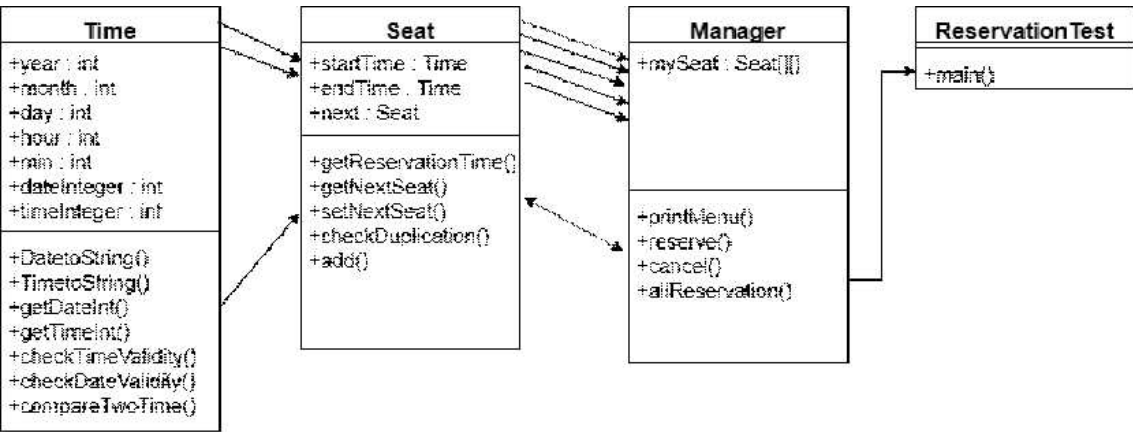 Time
+year : int
+month : int
+day : int
+hour : int
+min : int
+dateInteger : int
+timeInteger : int
+DatetoString()
+TimetoString()
+getDateInt()
+getTimeInt()
+checkTimeValidity()
+checkDateValidity()
+compareTwoTime()
Seat
+startTime : Time
+endTime : Time
+next : Seat
+getReservationTime()
+getNextSeat()
+setNextSeat()
+checkDuplication()
+add()
Manager
+mySeat : Seat[][]
+printMenu()
+reserve()
+cancel()
+allReservation()
ReservationTest
+main()